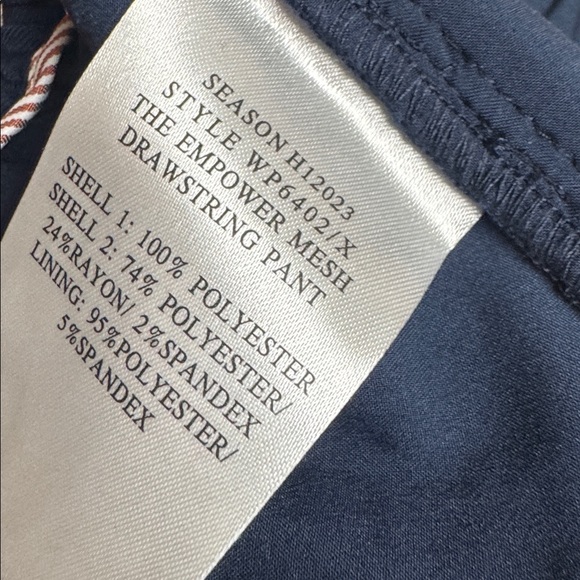 SEASON H12023
STYLE WP6402/X
THE EMPOWER MESH
DRAWSTRING PANT
SHELL 1: 100% POLYESTER
SHELL 2: 74% POLYESTER/
24%RAYON/ 2%SPANDEX
LINING: 95%POLYESTER/
5%SPANDEX